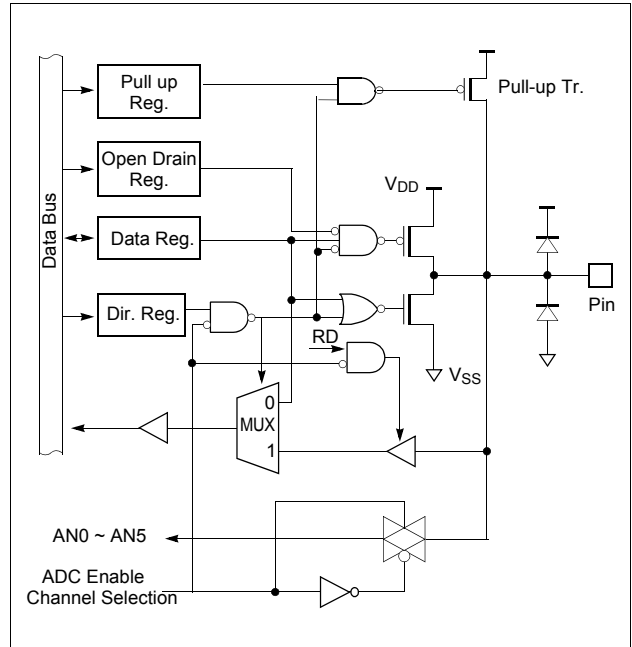 Data Bus
Pull up
Reg.
Pull-up Tr.
Open Drain
Reg.
VDD
Data Reg.
Dir. Reg.
Pin
RD
VSS
0
MUX
1
AN0 ~ AN5
ADC Enable
Channel Selection